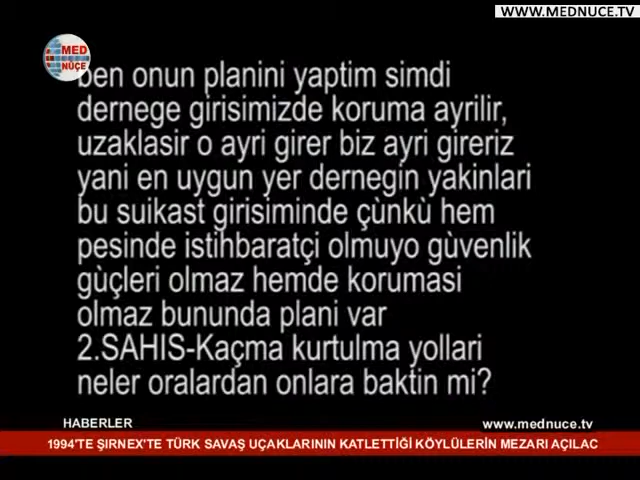 WWW.MEDNUCE.TV
MED
NÛÇE
ben onun planini yaptim simdi
dernege girisimizde koruma ayrilir,
uzaklasir o ayri girer biz ayri gireriz
yani en uygun yer dernegin yakinlari
bu suikast girisiminde çùnkù hem
pesinde istihbaratçi olmuyo gùvenlik
gùçleri olmaz hemde korumasi
olmaz bununda plani var
2.SAHIS-Kaçma kurtulma yollari
neler oralardan onlara baktin mi?
HABERLER
www.mednuce.tv
1994'TE ŞIRNEX'TE TÜRK SAVAŞ UÇAKLARININ KATLETTİĞİ KÖYLÜLERİN MEZARI AÇILAC